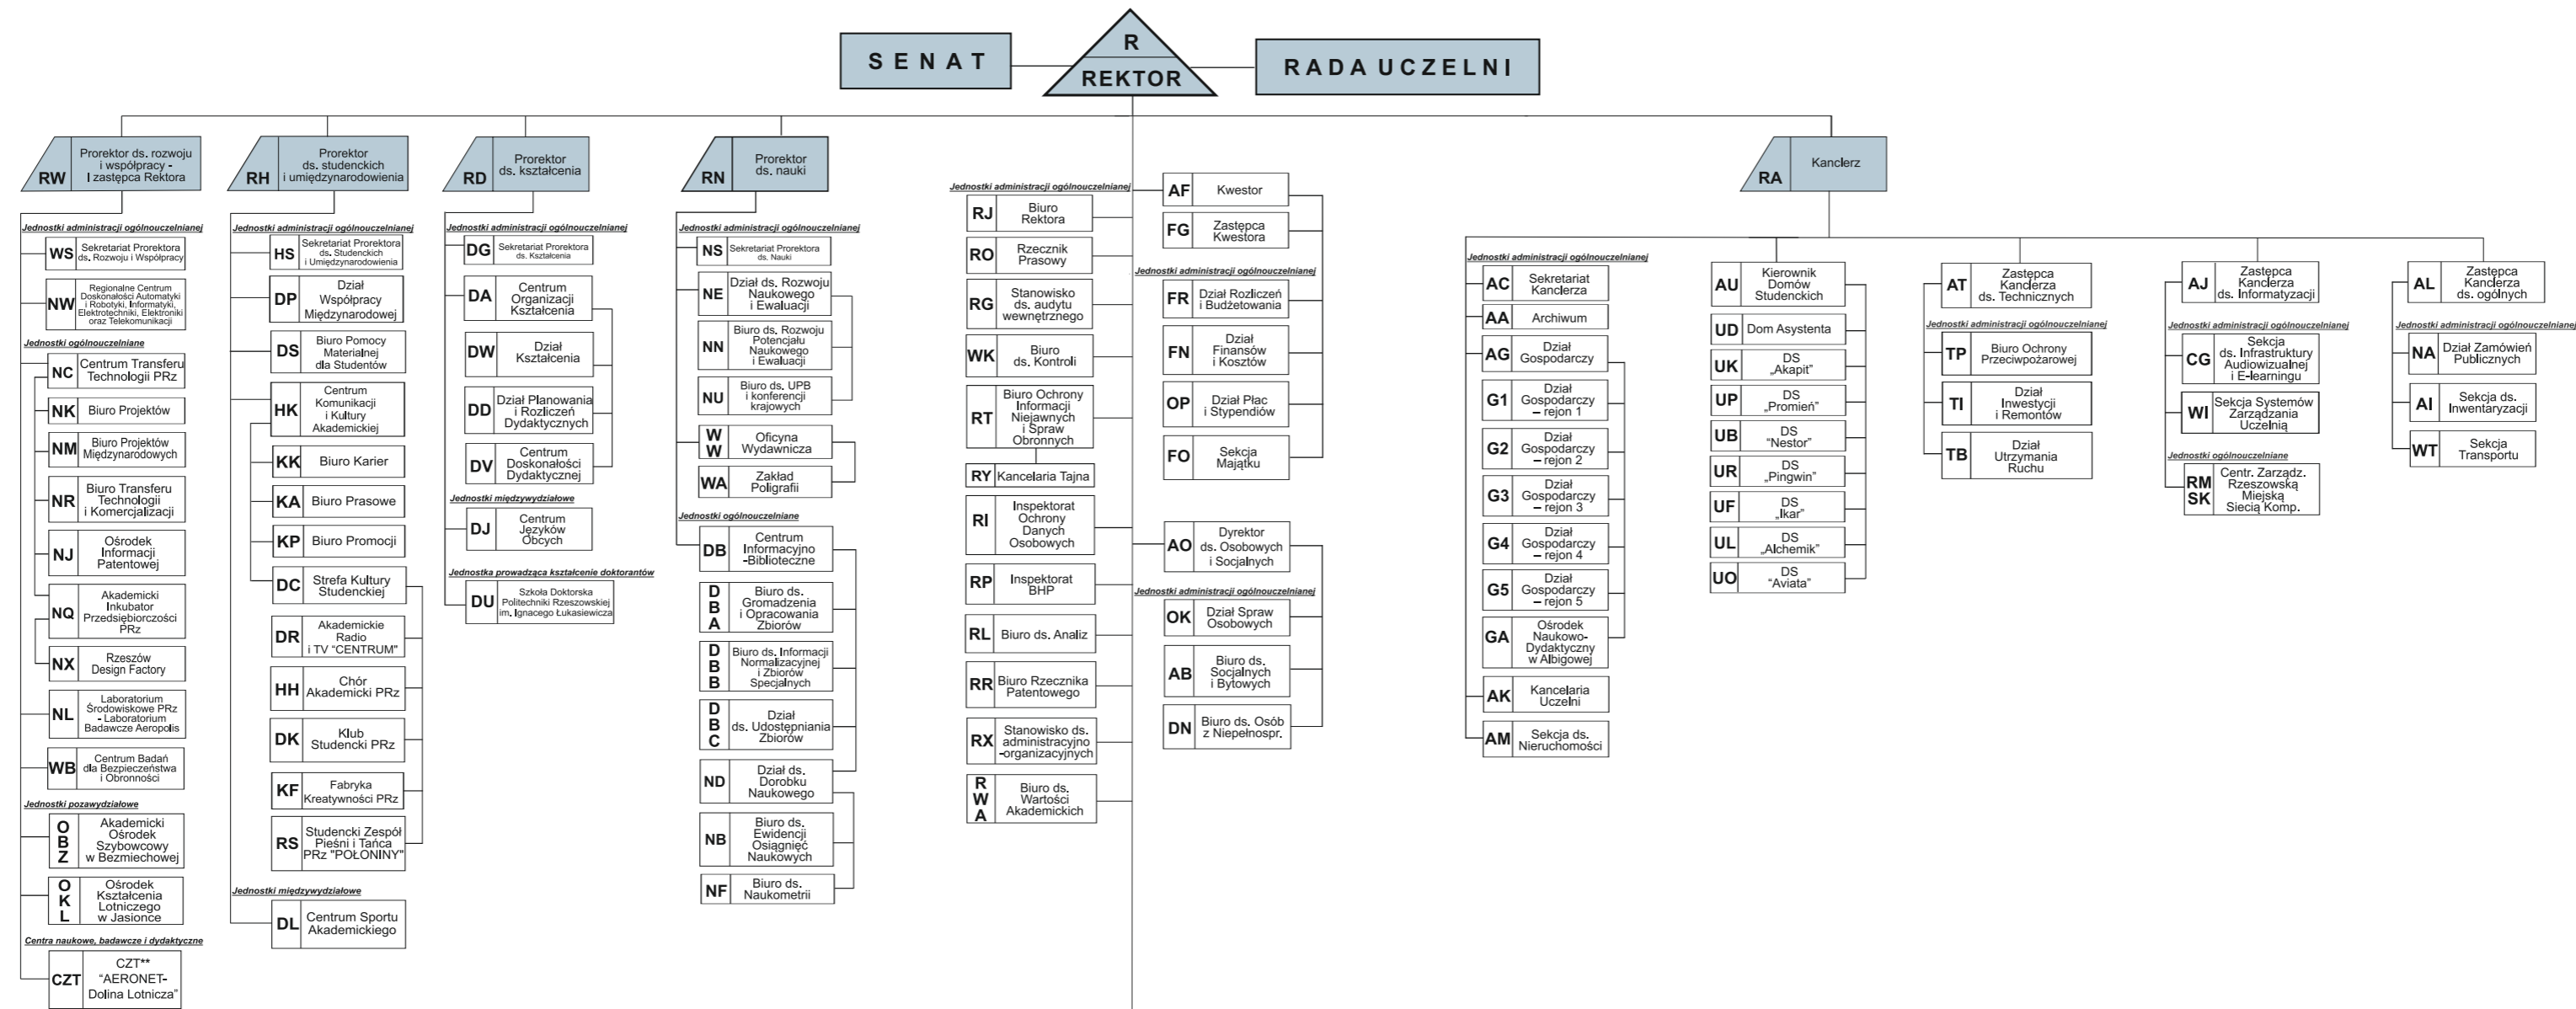 S E N A T
R
REKTOR
R A D A U C Z E L N I
RW
Prorektor ds. rozwoju
i współpracy -
I zastępca Rektora
Jednostki administracji ogólnouczelnianej
WS
Sekretariat Prorektora
ds. Rozwoju i Współpracy
NW
Regionalne Centrum
Doskonałości Automatyki
i Robotyki, Informatyki,
Elektrotechniki, Elektroniki
oraz Telekomunikacji
Jednostki ogólnouczelniane
NC
Centrum Transferu
Technologii PRz
NK
Biuro Projektów
NM
Biuro Projektów
Międzynarodowych
NR
Biuro Transferu
Technologii
i Komercjalizacji
NJ
Ośrodek
Informacji
Patentowej
NQ
Akademicki
Inkubator
Przedsiębiorczości
PRz
NX
Rzeszów
Design Factory
NL
Laboratorium
Środowiskowe PRz
- Laboratorium
Badawcze Aeropolis
WB
Centrum Badań
dla Bezpieczeństwa
i Obronności
Jednostki pozawydziałowe
O
B
Z
Akademicki
Ośrodek
Szybowcowy
w Bezmiechowej
O
K
L
Ośrodek
Kształcenia
Lotniczego
w Jasionce
Centra naukowe, badawcze i dydaktyczne
CZT
CZT**
"AERONET-
Dolina Lotnicza"
RH
Prorektor
ds. studenckich
i umiędzynarodowienia
Jednostki administracji ogólnouczelnianej
HS
Sekretariat Prorektora
ds. Studenckich
i Umiędzynarodowienia
DP
Dział
Współpracy
Międzynarodowej
DS
Biuro Pomocy
Materialnej
dla Studentów
HK
Centrum
Komunikacji
i Kultury
Akademickiej
KK
Biuro Karier
KA
Biuro Prasowe
KP
Biuro Promocji
DC
Strefa Kultury
Studenckiej
DR
Akademickie
Radio
i TV "CENTRUM"
HH
Chór
Akademicki PRz
DK
Klub
Studencki PRz
KF
Fabryka
Kreatywności PRz
RS
Studencki Zespół
Pieśni i Tańca
PRz "POŁONINY"
Jednostki międzywydziałowe
DL
Centrum Sportu
Akademickiego
RD
Prorektor
ds. kształcenia
Jednostki administracji ogólnouczelnianej
DG
Sekretariat Prorektora
ds. Kształcenia
DA
Centrum
Organizacji
Kształcenia
DW
Dział
Kształcenia
DD
Dział Planowania
i Rozliczeń
Dydaktycznych
DV
Centrum
Doskonałości
Dydaktycznej
Jednostki międzywydziałowe
DJ
Centrum
Języków
Obcych
Jednostka prowadząca kształcenie doktorantów
DU
Szkoła Doktorska
Politechniki Rzeszowskiej
im. Ignacego Łukasiewicza
RN
Prorektor
ds. nauki
Jednostki administracji ogólnouczelnianej
NS
Sekretariat Prorektora
ds. Nauki
NE
Dział ds. Rozwoju
Naukowego
i Ewaluacji
NN
Biuro ds. Rozwoju
Potencjału
Naukowego
i Ewaluacji
NU
Biuro ds. UPB
i konferencji
krajowych
W
W
Oficyna
Wydawnicza
WA
Zakład
Poligrafii
Jednostki ogólnouczelniane
DB
Centrum
Informacyjno
-Biblioteczne
D
B
A
Biuro ds.
Gromadzenia
i Opracowania
Zbiorów
D
B
B
Biuro ds. Informacji
Normalizacyjnej
i Zbiorów
Specjalnych
D
B
C
Dział
ds. Udostępniania
Zbiorów
ND
Dział ds.
Dorobku
Naukowego
NB
Biuro ds.
Ewidencji
Osiągnięć
Naukowych
NF
Biuro ds.
Naukometrii
Jednostki administracji ogólnouczelnianej
RJ
Biuro
Rektora
RO
Rzecznik
Prasowy
RG
Stanowisko
ds. audytu
wewnętrznego
WK
Biuro
ds. Kontroli
RT
Biuro Ochrony
Informacji
Niejawnych
i Spraw
Obronnych
RY
Kancelaria Tajna
RI
Inspektorat
Ochrony
Danych
Osobowych
RP
Inspektorat
BHP
RL
Biuro ds. Analiz
RR
Biuro Rzecznika
Patentowego
RX
Stanowisko ds.
administracyjno
-organizacyjnych
R
W
A
Biuro ds.
Wartości
Akademickich
AF
Kwestor
FG
Zastępca
Kwestora
Jednostki administracji ogólnouczelnianej
FR
Dział Rozliczeń
i Budżetowania
FN
Dział
Finansów
i Kosztów
OP
Dział Płac
i Stypendiów
FO
Sekcja
Majątku
AO
Dyrektor
ds. Osobowych
i Socjalnych
Jednostki administracji ogólnouczelnianej
OK
Dział Spraw
Osobowych
AB
Biuro ds.
Socjalnych
i Bytowych
DN
Biuro ds. Osób
z Niepełnospr.
RA
Kanclerz
Jednostki administracji ogólnouczelnianej
AC
Sekretariat
Kanclerza
AA
Archiwum
AG
Dział
Gospodarczy
G1
Dział
Gospodarczy
– rejon 1
G2
Dział
Gospodarczy
– rejon 2
G3
Dział
Gospodarczy
– rejon 3
G4
Dział
Gospodarczy
– rejon 4
G5
Dział
Gospodarczy
– rejon 5
GA
Ośrodek
Naukowo-
Dydaktyczny
w Albigowej
AK
Kancelaria
Uczelni
AM
Sekcja ds.
Nieruchomości
AU
Kierownik
Domów
Studenckich
UD
Dom Asystenta
UK
DS
„Akapit”
UP
DS
„Promień”
UB
DS
“Nestor”
UR
DS
„Pingwin”
UF
DS
„Ikar”
UL
DS
„Alchemik”
UO
DS
“Aviata”
AT
Zastępca
Kanclerza
ds. Technicznych
Jednostki administracji ogólnouczelnianej
TP
Biuro Ochrony
Przeciwpożarowej
TI
Dział
Inwestycji
i Remontów
TB
Dział
Utrzymania
Ruchu
AJ
Zastępca
Kanclerza
ds. Informatyzacji
Jednostki administracji ogólnouczelnianej
CG
Sekcja
ds. Infrastruktury
Audiowizualnej
i E-learningu
WI
Sekcja Systemów
Zarządzania
Uczelnią
Jednostki ogólnouczelniane
RM
SK
Centr. Zarządz.
Rzeszowską
Miejską
Siecią Komp.
AL
Zastępca
Kanclerza
ds. ogólnych
Jednostki administracji ogólnouczelnianej
NA
Dział Zamówień
Publicznych
AI
Sekcja ds.
Inwentaryzacji
WT
Sekcja
Transportu